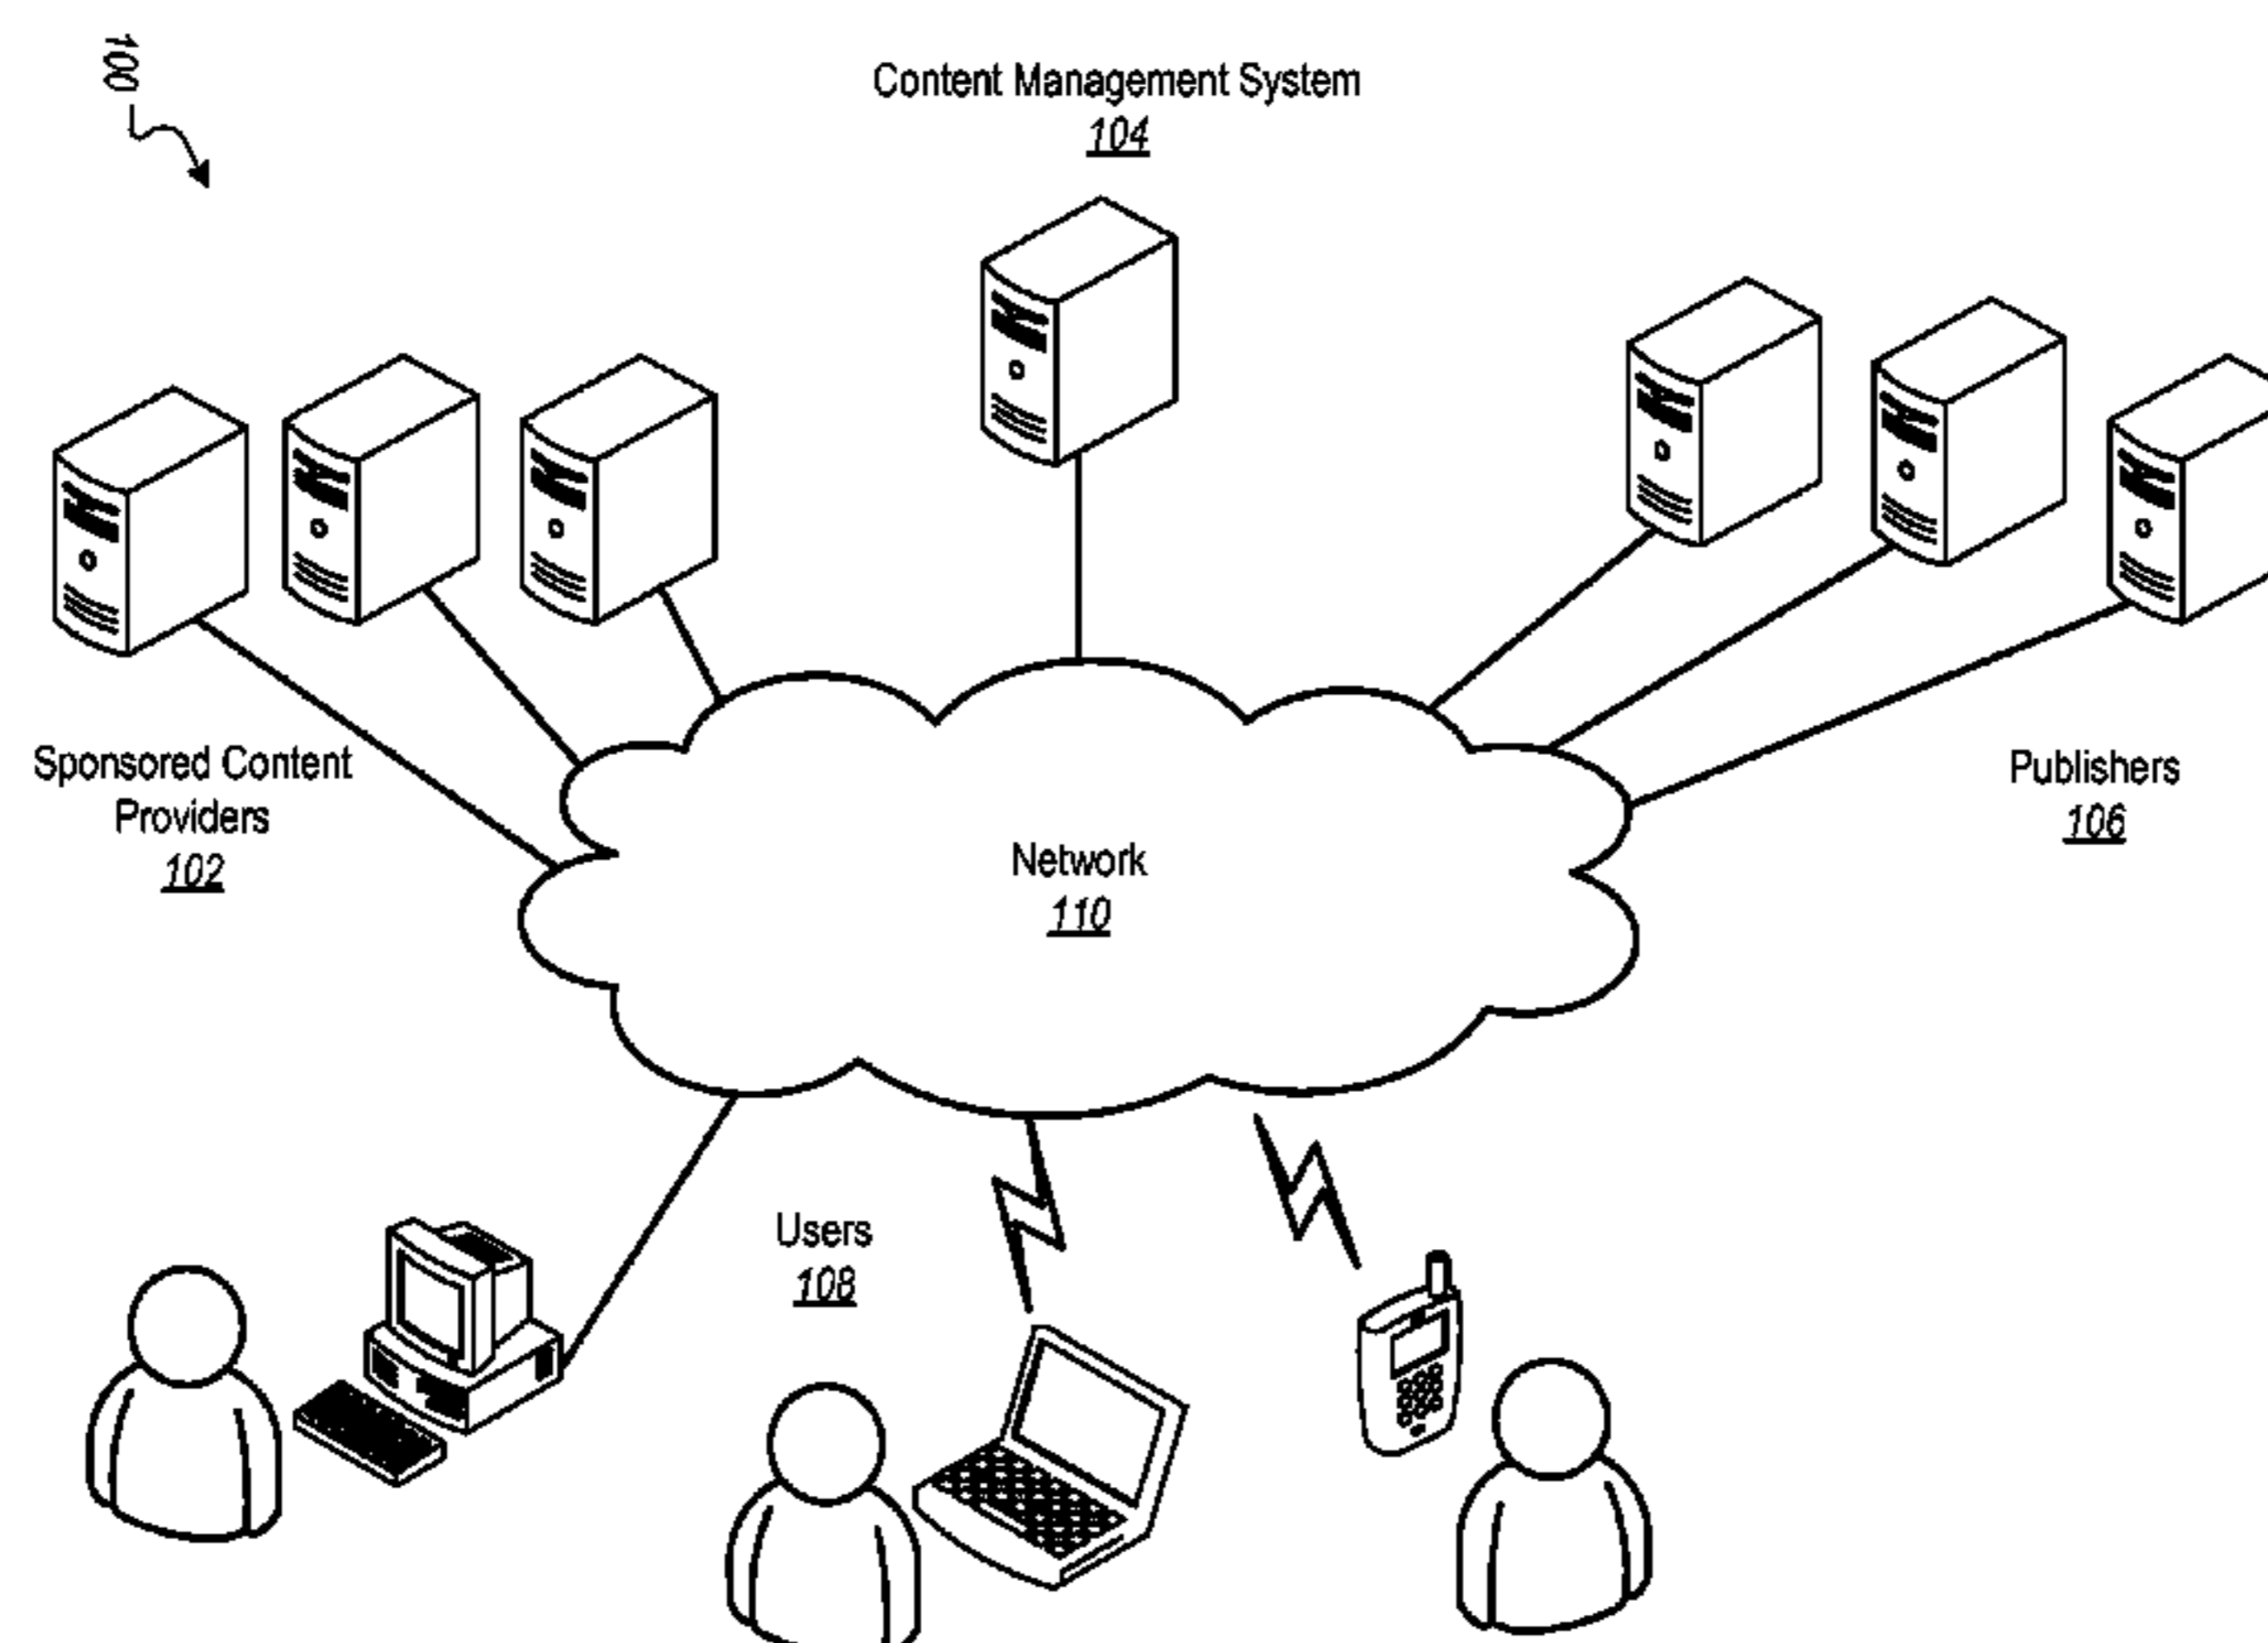 100
Content Management System
104
Sponsored Content
Providers
102
Publishers
106
Network
110
Users
108